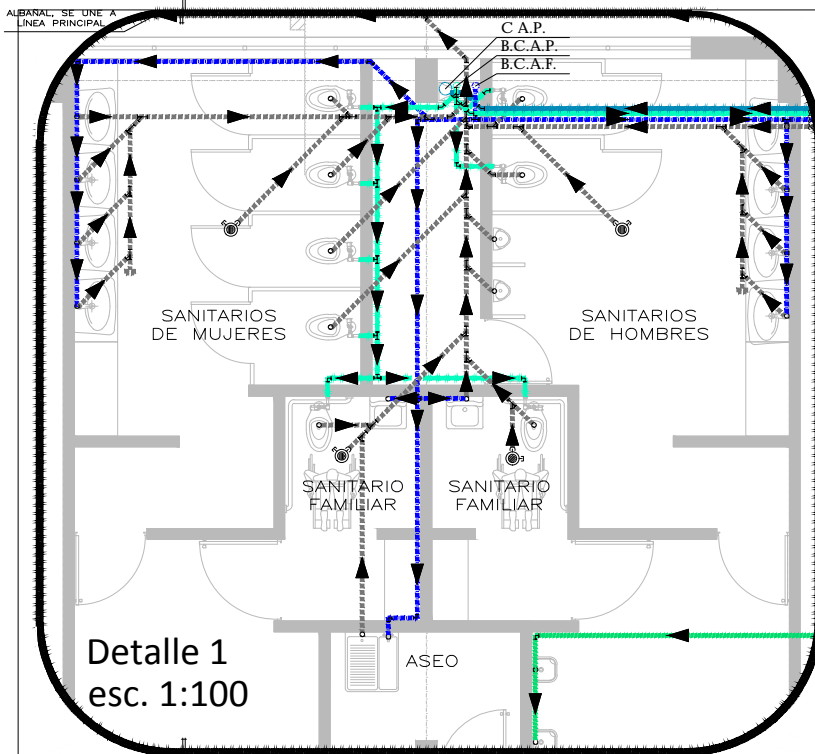 ALBAÑAL, SE UNE A
LÍNEA PRINCIPAL
C A.P.
B.C.A.P.
B.C.A.F.
SANITARIOS
DE MUJERES
SANITARIOS
DE HOMBRES
SANITARIO
FAMILIAR
SANITARIO
FAMILIAR
ASEO
Detalle 1
esc. 1:100